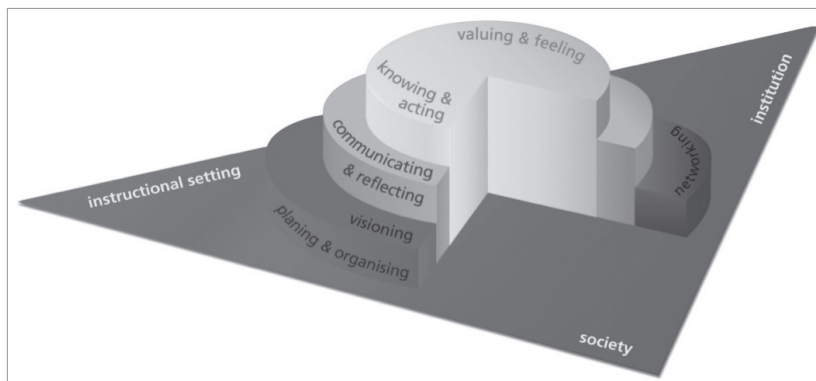 valuing & feeling
knowing &
acting
communicating
& reflecting
visioning
planing & organising
networking
instructional setting
institution
society